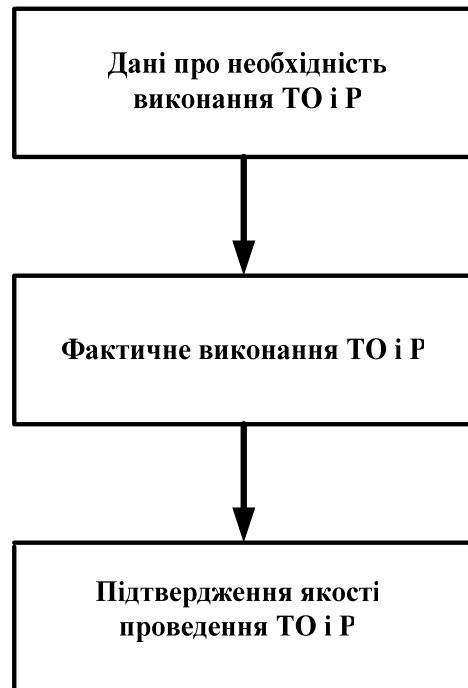 Дані про необхідність
виконання ТО і Р
Фактичне виконання ТО і Р
Підтвердження якості
проведення ТО і Р